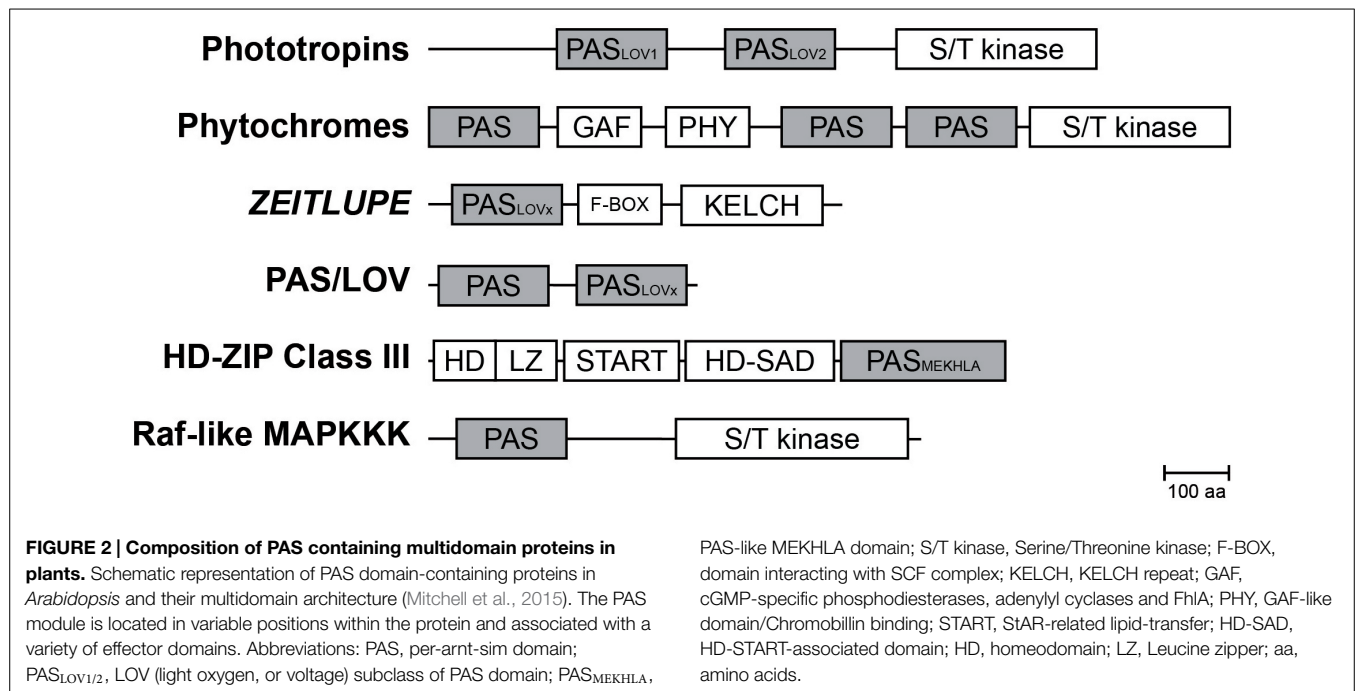 Phototropins PASLOV1 PASLOV2 S/T kinase
Phytochromes PAS GAF PHY PAS PAS S/T kinase
ZEITLUPE PASLOVx F-BOX KELCH
PAS/LOV PAS PASLOVx
HD-ZIP Class III HD LZ START HD-SAD PASMEKHLA
Raf-like MAPKKK PAS S/T kinase
100 aa
FIGURE 2 | Composition of PAS containing multidomain proteins in
plants. Schematic representation of PAS domain-containing proteins in
Arabidopsis and their multidomain architecture (Mitchell et al., 2015). The PAS
module is located in variable positions within the protein and associated with a
variety of effector domains. Abbreviations: PAS, per-arnt-sim domain;
PASLOV1/2, LOV (light oxygen, or voltage) subclass of PAS domain; PASMEKHLA,
PAS-like MEKHLA domain; S/T kinase, Serine/Threonine kinase; F-BOX,
domain interacting with SCF complex; KELCH, KELCH repeat; GAF,
cGMP-specific phosphodiesterases, adenylyl cyclases and FhlA; PHY, GAF-like
domain/Chromobillin binding; START, StAR-related lipid-transfer; HD-SAD,
HD-START-associated domain; HD, homeodomain; LZ, Leucine zipper; aa,
amino acids.